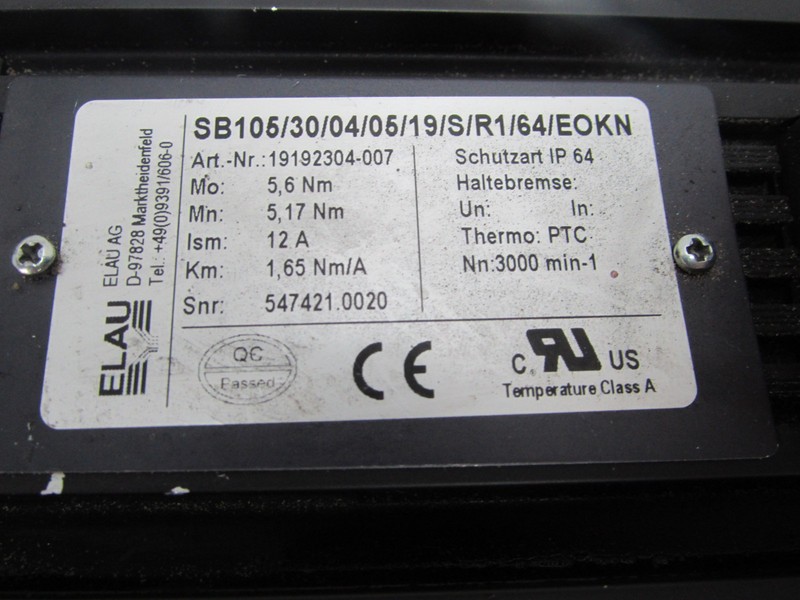 SB105/30/04/05/19/S/R1/64/EOKN
Art.-Nr.:19192304-007
Mo: 5,6 Nm
Mn: 5,17 Nm
Ism: 12 A
Km: 1,65 Nm/A
Snr: 547421.0020
Schutzart IP 64
Haltebremse:
Un: In:
Thermo: PTC
Nn:3000 min-1
ELAU
ELAU AG
D-97828 Marktheidenfeld
Tel.: +49(0)9391/606-0
QC
Passed
CE
C RU US
Temperature Class A